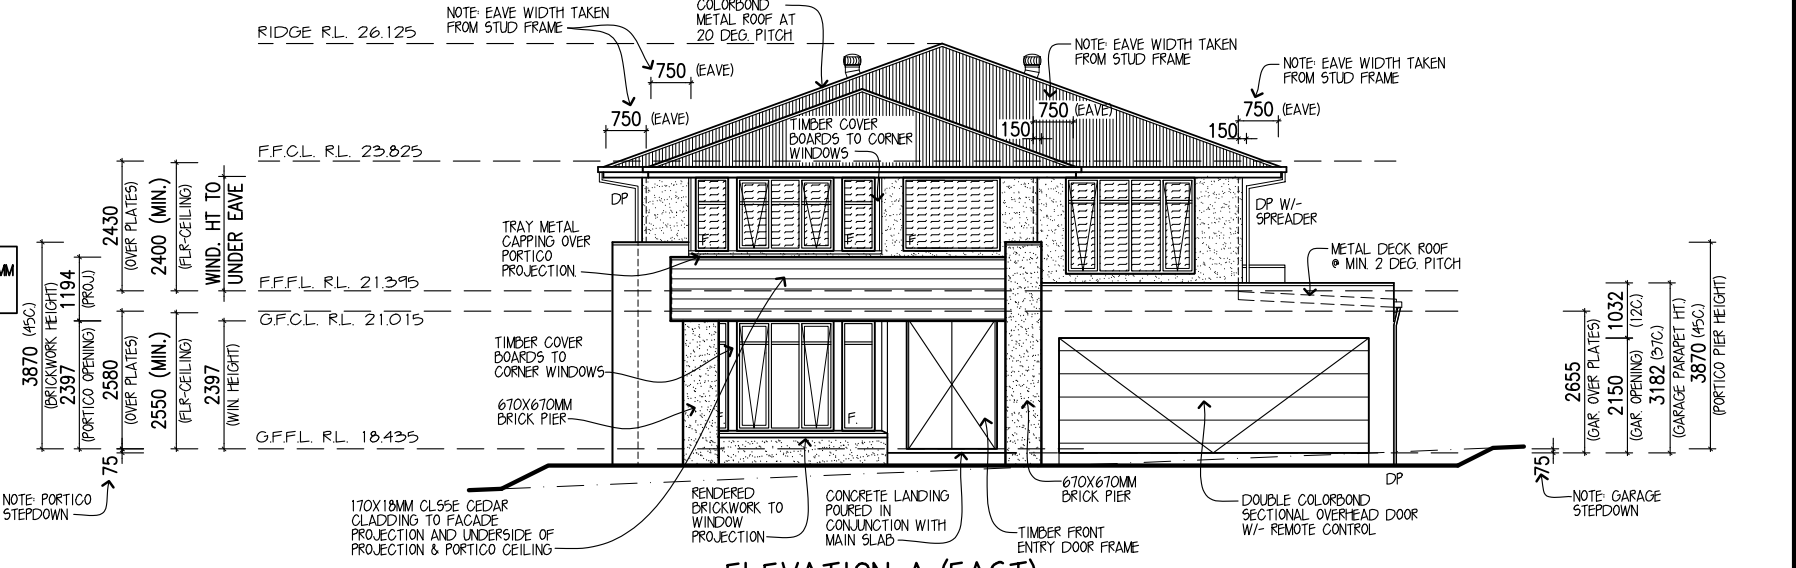 NOTE: EAVE WIDTH TAKEN
FROM STUD FRAME
COLORBOND
METAL ROOF AT
20 DEG. PITCH
RIDGE R.L. 26.125
NOTE: EAVE WIDTH TAKEN
FROM STUD FRAME
NOTE: EAVE WIDTH TAKEN
FROM STUD FRAME
750 (EAVE)
750 (EAVE)
750 (EAVE)
150
750 (EAVE)
150
TIMBER COVER
BOARDS TO CORNER
WINDOWS
F.F.C.L. R.L. 23.825
DP
DP W/-
SPREADER
TRAY METAL
CAPPING OVER
PORTICO
PROJECTION.
F.
F.
F.
METAL DECK ROOF
@ MIN. 2 DEG. PITCH
F.F.F.L. R.L. 21.395
G.F.C.L. R.L. 21.015
TIMBER COVER
BOARDS TO
CORNER WINDOWS
670X670MM
BRICK PIER
F.
F.
G.F.F.L. R.L. 18.435
MM
3870 (45C)
(BRICKWORK HEIGHT)
2397
(PORTICO OPENING)
1194
(PROJ.)
2430
(OVER PLATES)
2580
(OVER PLATES)
2400 (MIN.)
(FLR-CEILING)
2550 (MIN.)
(FLR-CEILING)
WIND. HT TO
UNDER EAVE
2397
(WIN. HEIGHT)
75
NOTE: PORTICO
STEPDOWN
2655
(GAR. OVER PLATES)
2150
(GAR. OPENING)
1032
(12C)
3182 (37C)
(GARAGE PARAPET HT)
3870 (45C)
(PORTICO PIER HEIGHT)
75
NOTE: GARAGE
STEPDOWN
DP
170X18MM CLSSE CEDAR
CLADDING TO FACADE
PROJECTION AND UNDERSIDE OF
PROJECTION & PORTICO CEILING
RENDERED
BRICKWORK TO
WINDOW
PROJECTION
CONCRETE LANDING
POURED IN
CONJUNCTION WITH
MAIN SLAB
TIMBER FRONT
ENTRY DOOR FRAME
670X670MM
BRICK PIER
DOUBLE COLORBOND
SECTIONAL OVERHEAD DOOR
W/- REMOTE CONTROL
ELEVATION A (EAST)